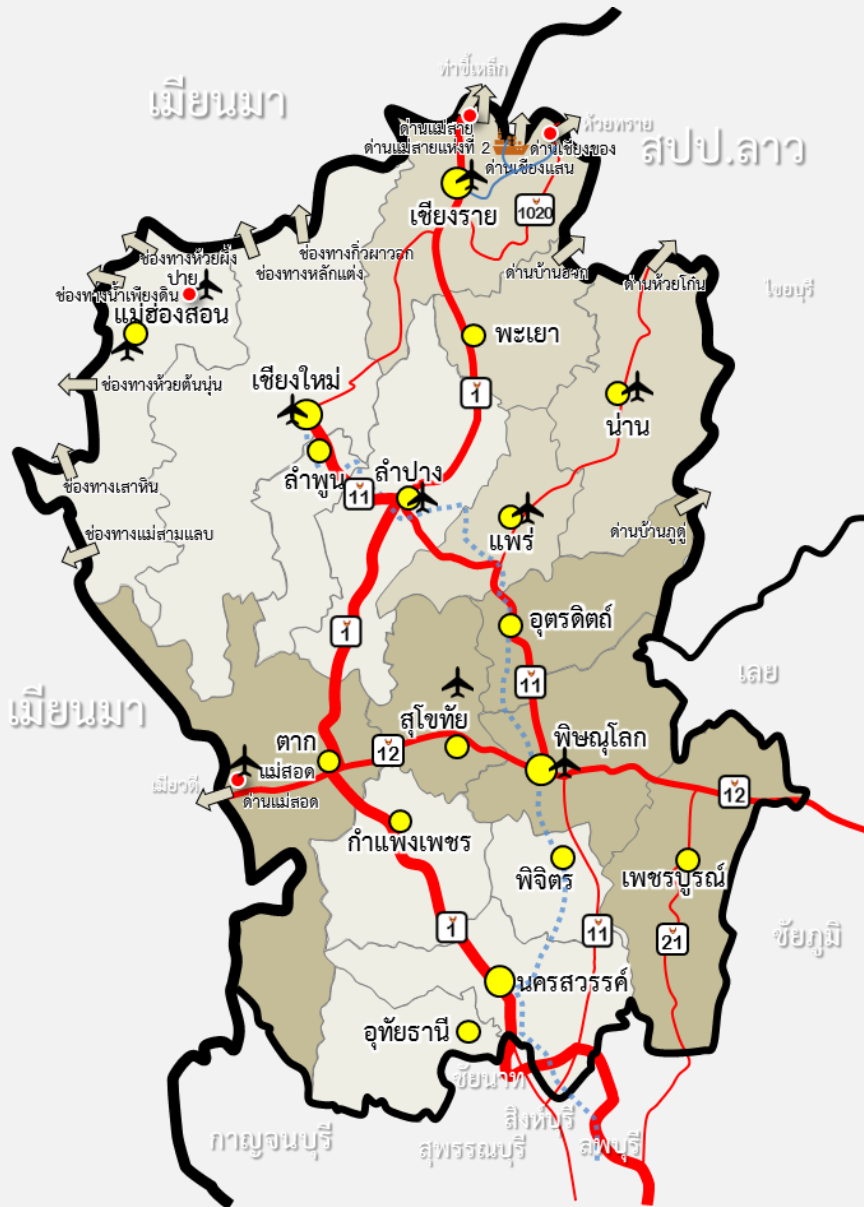 ท่าขี้เหล็ก
เมียนมา
ด่านแม่สาย
ห้วยทราย
ด่านแม่สายแห่งที่ 2
ด่านเชียงของ
สปป.ลาว
ด่านเชียงแสน
เชียงราย
1020
ช่องทางกิ่วผาวอก
ช่องทางห้วยผึ้ง
ช่องทางหลักแต่ง
ด่านบ้านฮวก
ปาย
ด่านห้วยโก๋น
ช่องทางน้ำเพียงดิน
ไชยบุรี
แม่ฮ่องสอน
พะเยา
เชียงใหม่
ช่องทางห้วยต้นนุ่น
1
น่าน
ลำปาง
ลำพูน
11
ช่องทางเสาหิน
แพร่
ด่านบ้านภูดู่
ช่องทางแม่สามแลบ
อุตรดิตถ์
1
เลย
11
เมียนมา
สุโขทัย
ตาก
12
พิษณุโลก
แม่สอด
เมียวดี
12
ด่านแม่สอด
กำแพงเพชร
พิจิตร
เพชรบูรณ์
1
11
21
ชัยภูมิ
นครสวรรค์
อุทัยธานี
ชัยนาท
สิงห์บุรี
กาญจนบุรี
สุพรรณบุรี
ลพบุรี